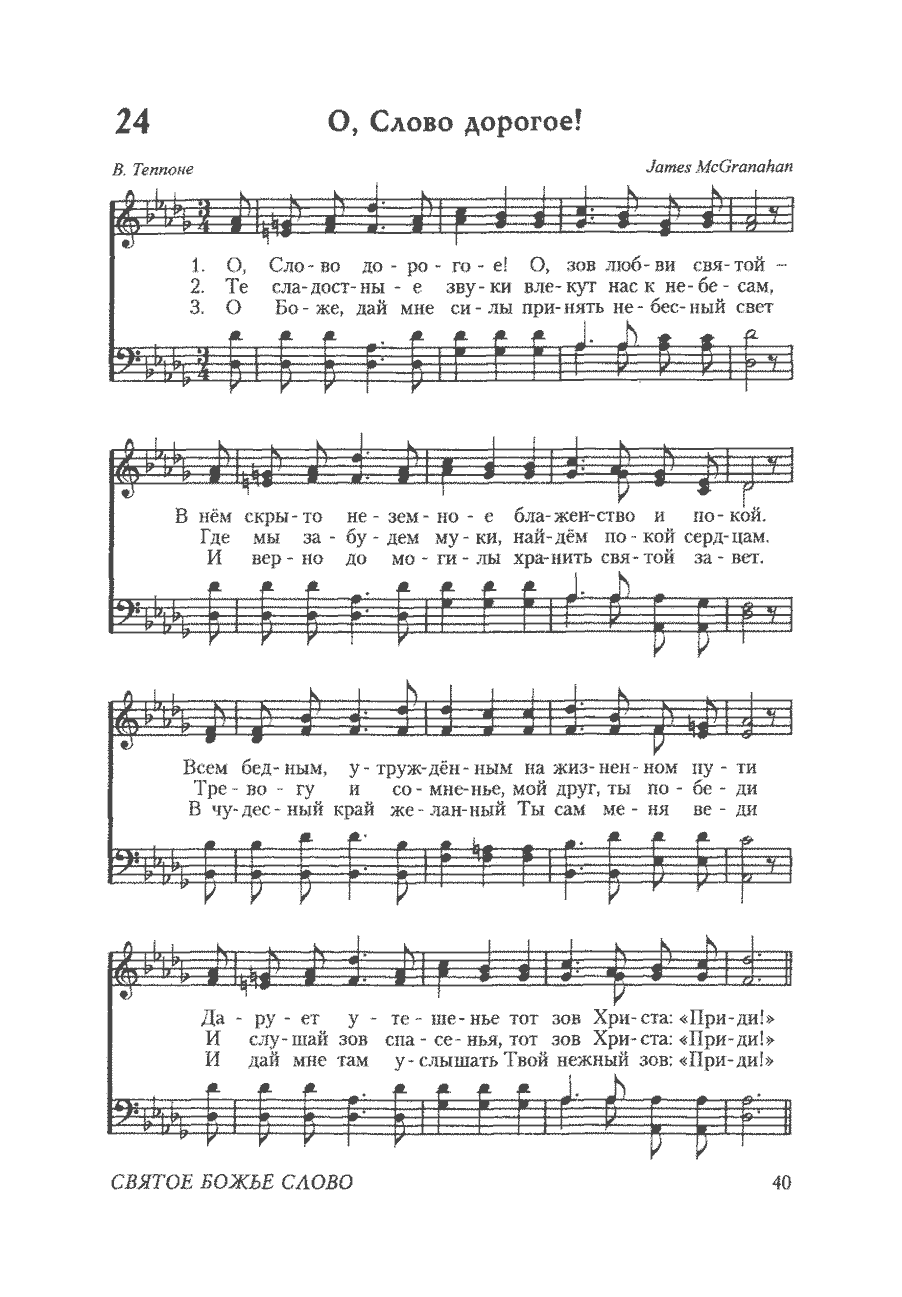 24 О, Слово дорогое!
В. Теппоне James McGranahan
1. О, Сло - во до - ро - го - е! О, зов люб - ви свя - той –
2. Те сла - дост - ны - е зву - ки вле - кут нас к не - бе - сам,
3. О Бо - же, дай мне си - лы при - нять не - бес - ный свет
В нём скры - то не - зем - но - е бла - жен - ство и по - кой.
Где мы за - бу - дем му - ки, най - дём по - кой серд - цам.
И вер - но до мо - ги - лы хра - нить свя - той за - вет.
Всем бед - ным, у - труж - дён - ным на жиз - нен - ном пу - ти
Тре - во - гу и со - мне - нье, мой друг, ты по - бе - ди
В чу - дес - ный край же - лан - ный Ты сам ме - ня ве - ди
Да - ру - ет у - те - ше - нье тот зов Хри - ста: «При - ди!»
И слу - шай зов спа - се - нья, тот зов Хри - ста: «При - ди!»
И дай мне там у - слышать Твой нежный зов: «При - ди!»
СВЯТОЕ БОЖЬЕ СЛОВО 40